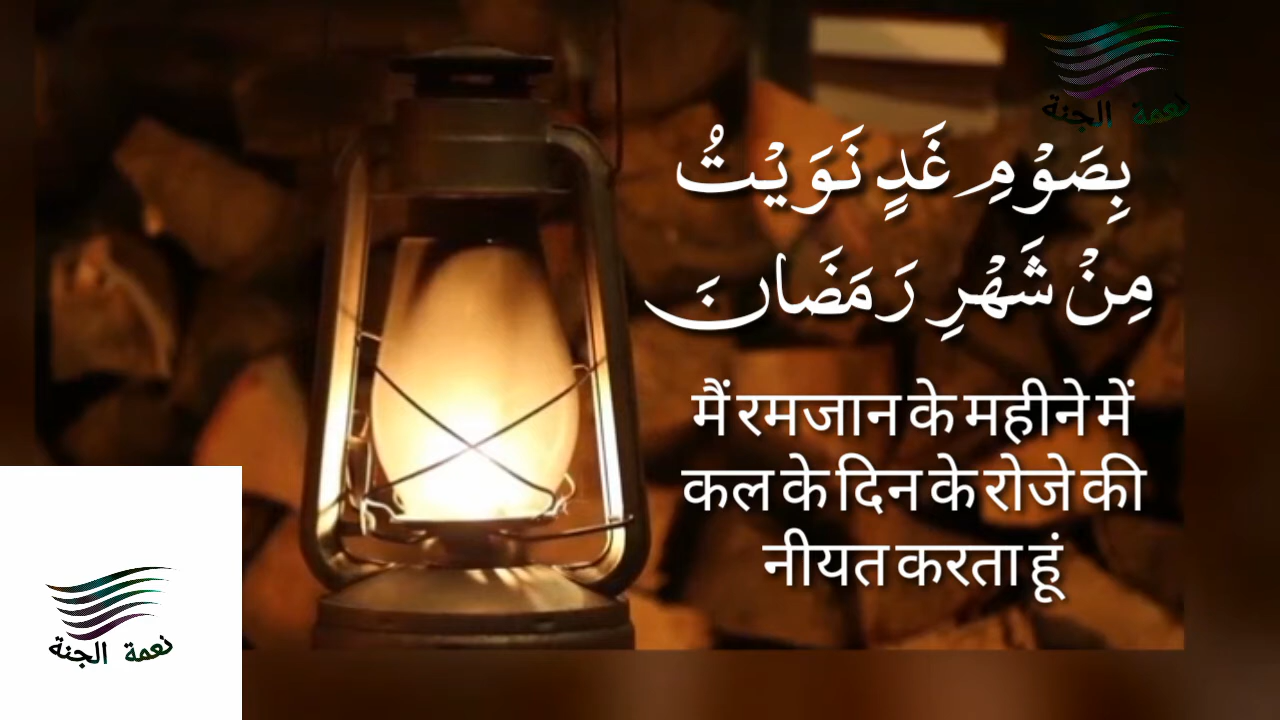 نعمة الجنة
بِصَوْمِ غَدٍ نَوَيْتُ
مِنْ شَهْرِ رَمَضَانَ
मैं रमजान के महीने में
कल के दिन के रोजे की
नीयत करता हूं
نعمة الجنة